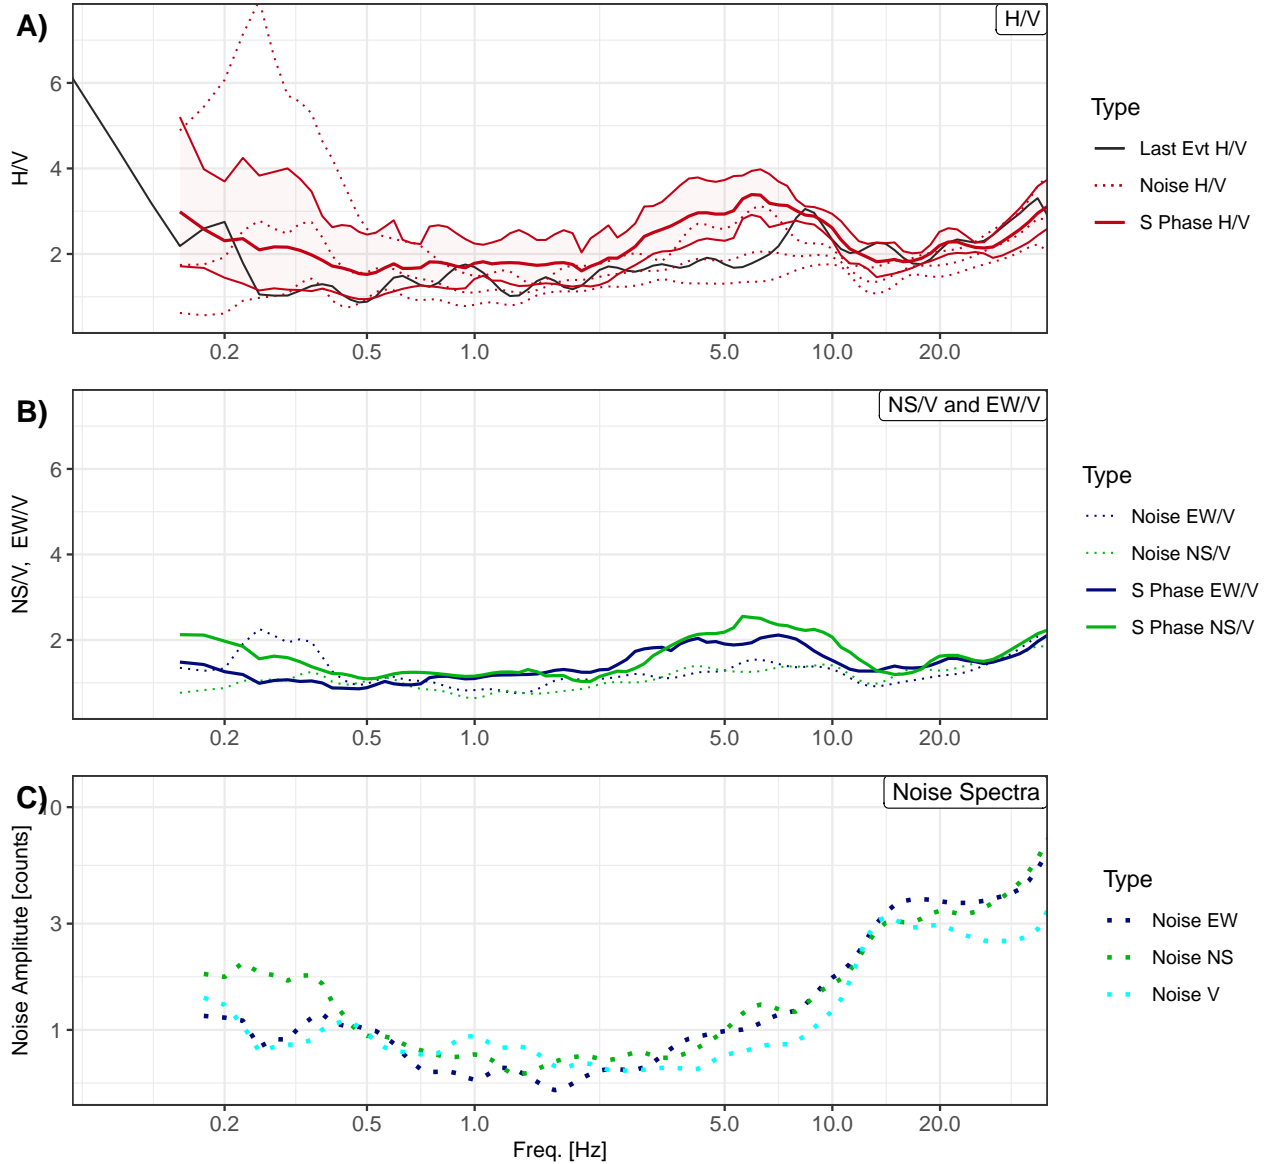 A)
H/V
6
4
2
H/V
0.2 0.5 1.0 5.0 10.0 20.0
Type
Last Evt H/V
Noise H/V
S Phase H/V
B)
NS/V and EW/V
6
4
2
NS/V, EW/V
0.2 0.5 1.0 5.0 10.0 20.0
Type
Noise EW/V
Noise NS/V
S Phase EW/V
S Phase NS/V
C)
Noise Spectra
10
3
1
Noise Amplitute [counts]
0.2 0.5 1.0 5.0 10.0 20.0
Freq. [Hz]
Type
Noise EW
Noise NS
Noise V